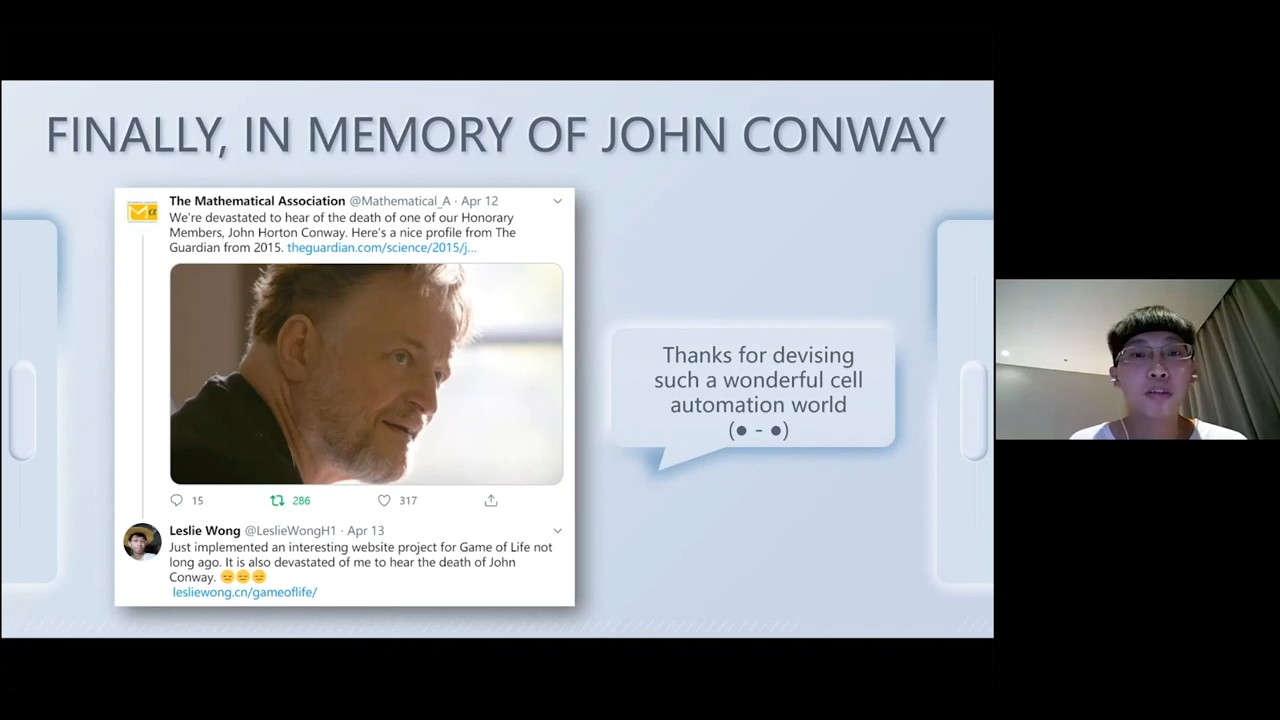 FINALLY, IN MEMORY OF JOHN CONWAY
The Mathematical Association @Mathematical_A · Apr 12
We're devastated to hear of the death of one of our Honorary
Members, John Horton Conway. Here's a nice profile from The
Guardian from 2015. theguardian.com/science/2015/j...
15 286 317
Leslie Wong @LeslieWongH1 · Apr 13
Just implemented an interesting website project for Game of Life not
long ago. It is also devastated of me to hear the death of John
Conway. 😑😑😑
lesliewong.cn/gameoflife/
Thanks for devising
such a wonderful cell
automation world
(● - ●)